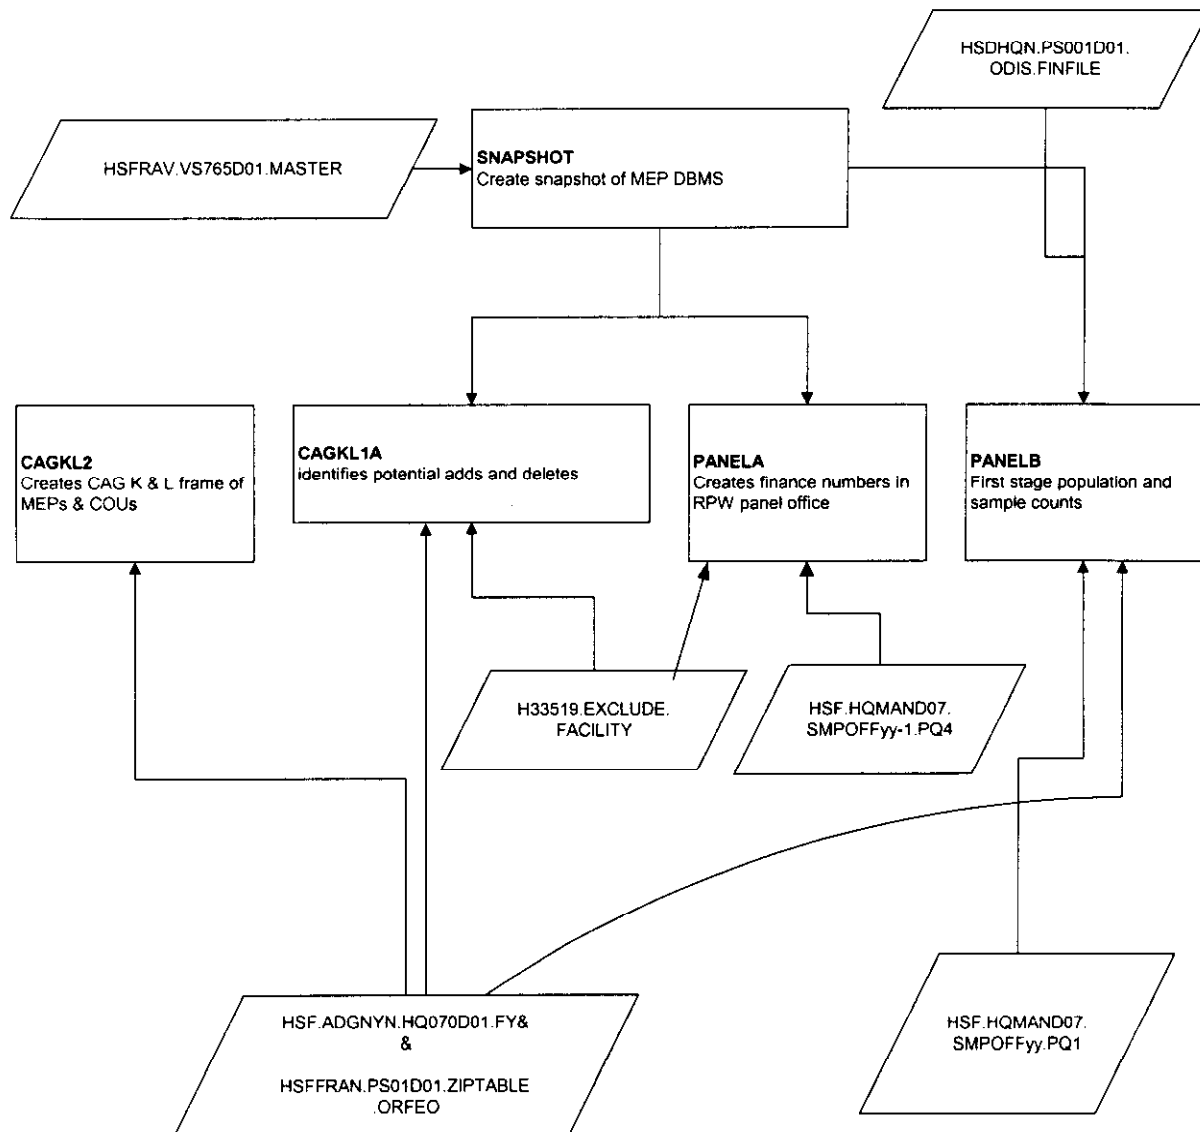 HSDHQN.PS001D01.
ODIS.FINFILE
HSFRAV.VS765D01.MASTER
SNAPSHOT
Create snapshot of MEP DBMS
CAGKL2
Creates CAG K & L frame of
MEPs & COUs
CAGKL1A
identifies potential adds and deletes
PANELA
Creates finance numbers in
RPW panel office
PANELB
First stage population and
sample counts
H33519.EXCLUDE.
FACILITY
HSF.HQMAND07.
SMPOFFyy-1.PQ4
HSF.ADGNYN.HQ070D01.FY&
&
HSFFRAN.PS01D01.ZIPTABLE
.ORFEO
HSF.HQMAND07.
SMPOFFyy.PQ1